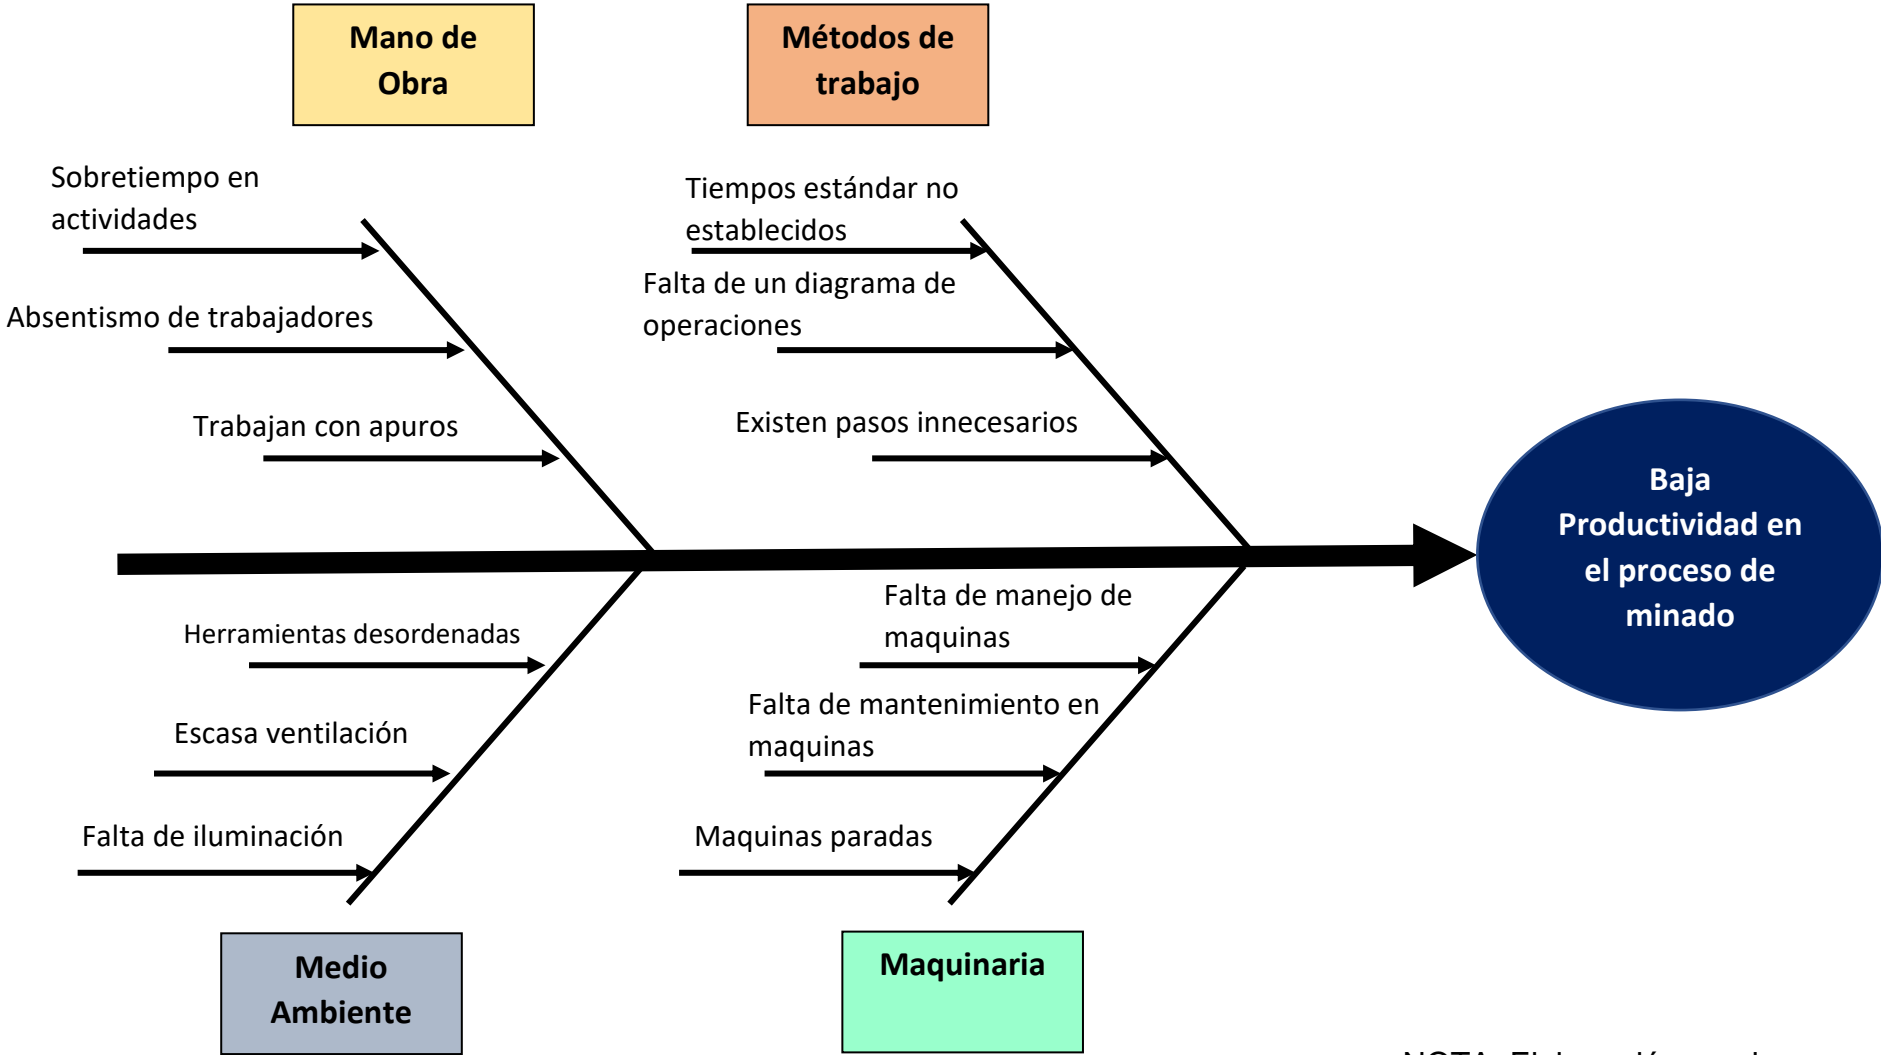 Mano de
Obra
Métodos de
trabajo
Sobretiempo en
actividades
Absentismo de trabajadores
Trabajan con apuros
Tiempos estándar no
establecidos
Falta de un diagrama de
operaciones
Existen pasos innecesarios
Baja
Productividad en
el proceso de
minado
Herramientas desordenadas
Escasa ventilación
Falta de iluminación
Falta de manejo de
maquinas
Falta de mantenimiento en
maquinas
Maquinas paradas
Medio
Ambiente
Maquinaria